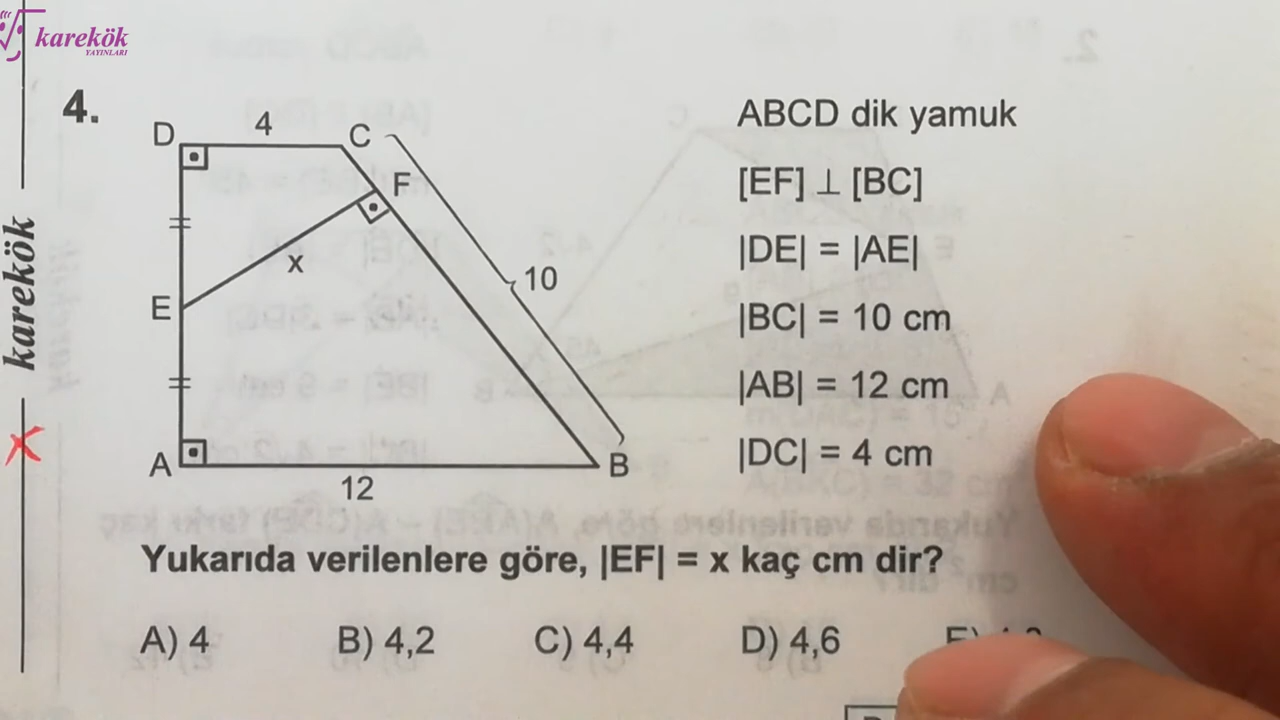 karekök
YAYINLARI
karekök
4.
D
4
C
F
x
E
10
A
12
B
ABCD dik yamuk
[EF] ⊥ [BC]
|DE| = |AE|
|BC| = 10 cm
|AB| = 12 cm
|DC| = 4 cm
Yukarıda verilenlere göre, |EF| = x kaç cm dir?
A) 4 B) 4,2 C) 4,4 D) 4,6